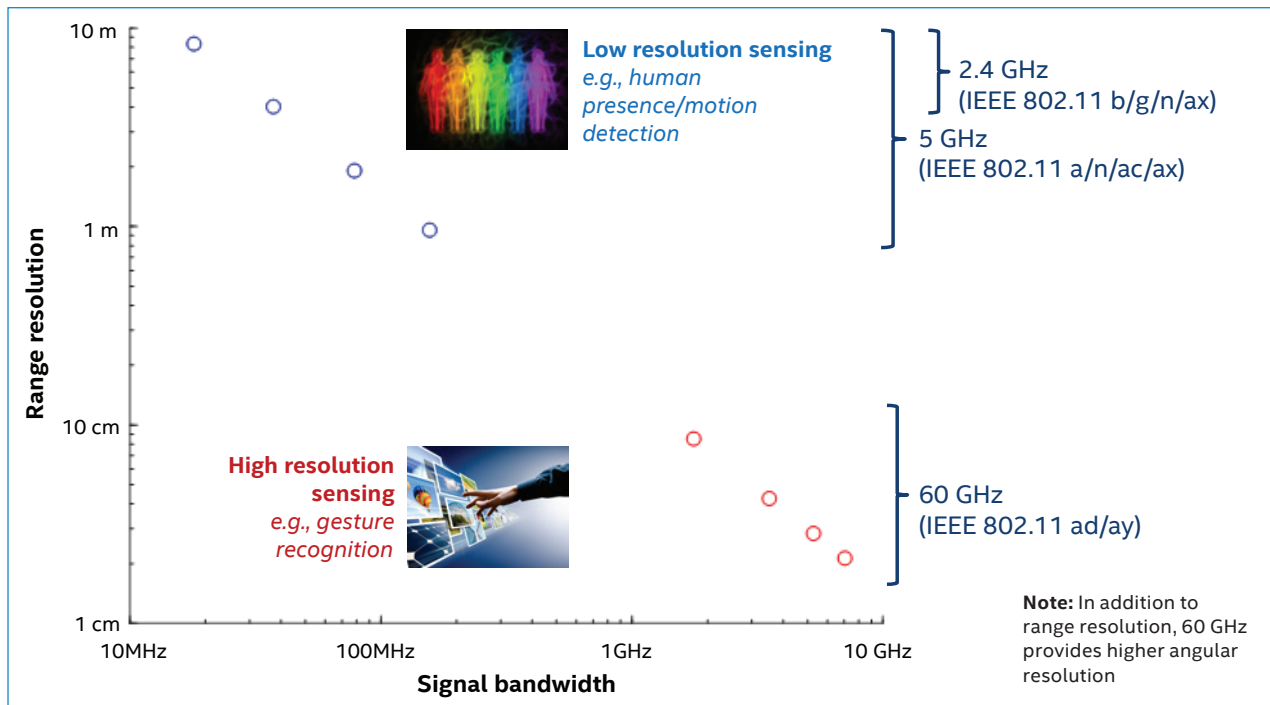 10 m
1 m
10 cm
1 cm
Range resolution
10MHz
100MHz
1GHz
10 GHz
Signal bandwidth
Low resolution sensing
e.g., human
presence/motion
detection
High resolution
sensing
e.g., gesture
recognition
2.4 GHz
(IEEE 802.11 b/g/n/ax)
5 GHz
(IEEE 802.11 a/n/ac/ax)
60 GHz
(IEEE 802.11 ad/ay)
Note: In addition to
range resolution, 60 GHz
provides higher angular
resolution